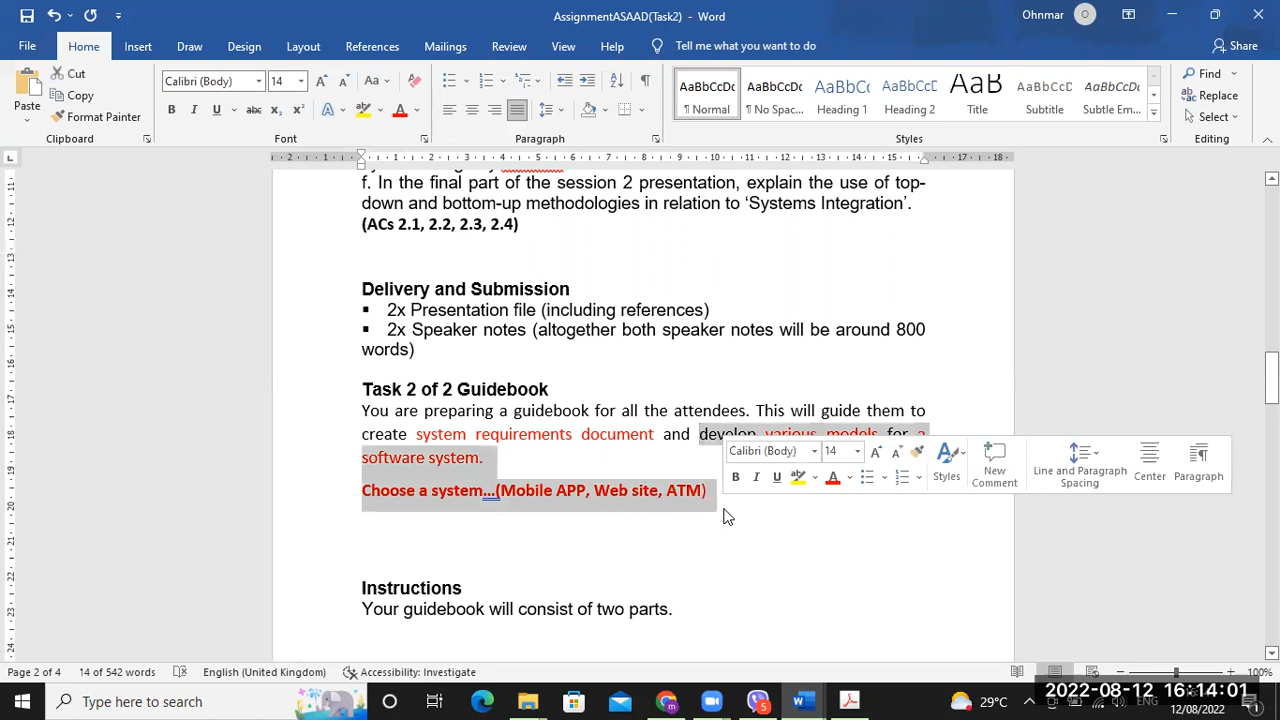 AssignmentASAAD(Task2) - Word
Ohnmar
O
File Home Insert Draw Design Layout References Mailings Review View Help Tell me what you want to do
Share
Paste
Cut
Copy
Format Painter
Clipboard
Calibri (Body) 14
Font
Paragraph
AaBbCcDc AaBbCcDc AaBbC AaBbCcD AaB AaBbCcD AaBbCcD
¶ Normal ¶ No Spac... Heading 1 Heading 2 Title Subtitle Subtle Em...
Styles
Find
Replace
Select
Editing
f. In the final part of the session 2 presentation, explain the use of top-
down and bottom-up methodologies in relation to ‘Systems Integration’.
(ACs 2.1, 2.2, 2.3, 2.4)
Delivery and Submission
▪ 2x Presentation file (including references)
▪ 2x Speaker notes (altogether both speaker notes will be around 800
words)
Task 2 of 2 Guidebook
You are preparing a guidebook for all the attendees. This will guide them to
create system requirements document and develop various models for a
software system.
Choose a system...(Mobile APP, Web site, ATM)
Calibri (Body) 14
Styles
New
Comment
Line and Paragraph
Spacing
Center
Paragraph
Instructions
Your guidebook will consist of two parts.
Page 2 of 4 14 of 542 words English (United Kingdom) Accessibility: Investigate
100%
Type here to search
29°C
ENG
2022-08-12 16:14:01
12/08/2022